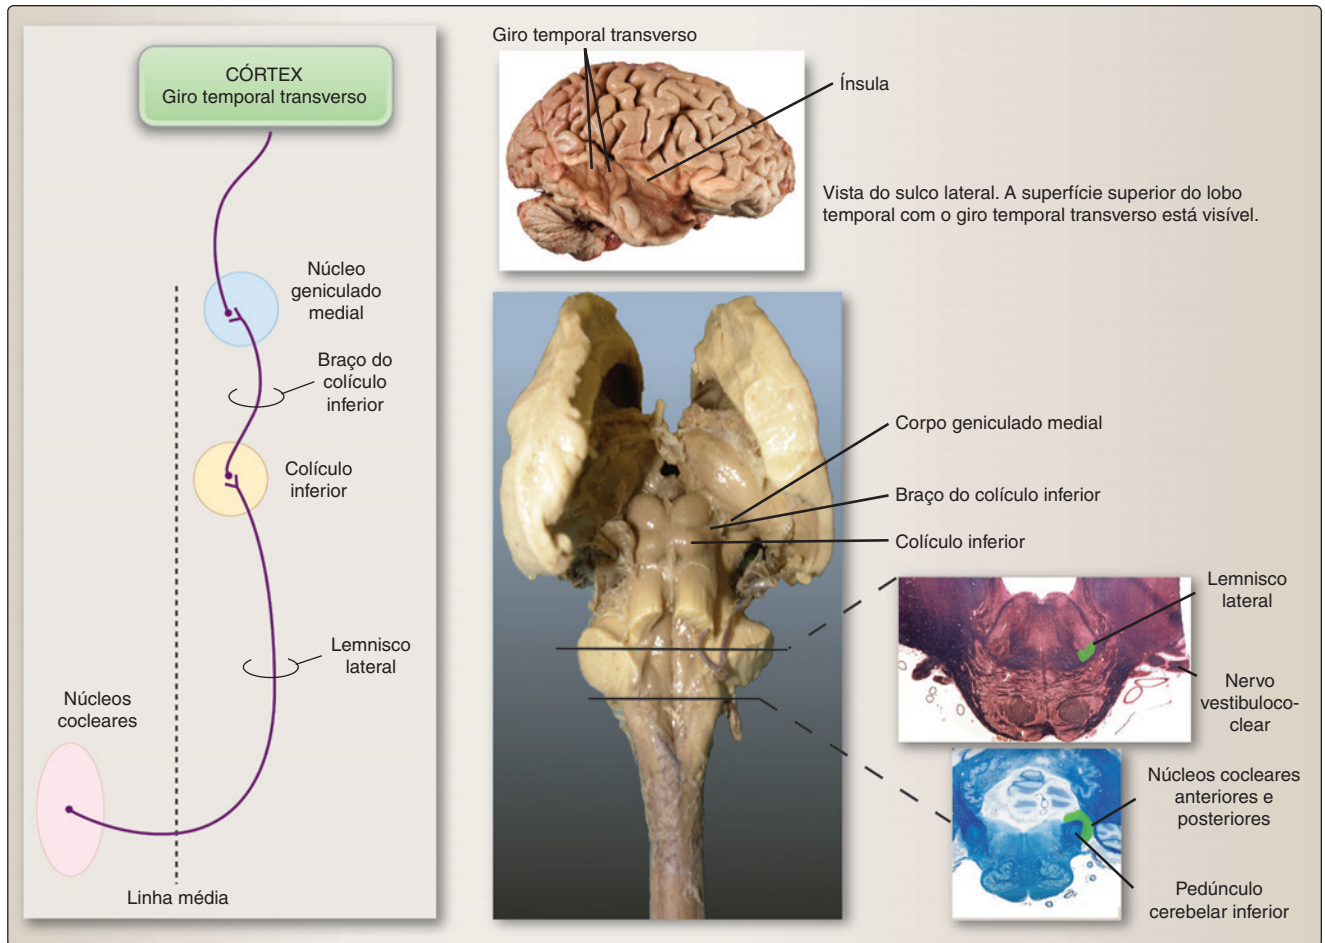 CÓRTEX
Giro temporal transverso
Núcleo
geniculado
medial
Braço do
colículo
inferior
Colículo
inferior
Lemnisco
lateral
Núcleos
cocleares
Linha média
Giro temporal transverso
Ínsula
Vista do sulco lateral. A superfície superior do lobo
temporal com o giro temporal transverso está visível.
Corpo geniculado medial
Braço do colículo inferior
Colículo inferior
Lemnisco
lateral
Nervo
vestibuloco-
clear
Núcleos cocleares
anteriores e
posteriores
Pedúnculo
cerebelar inferior